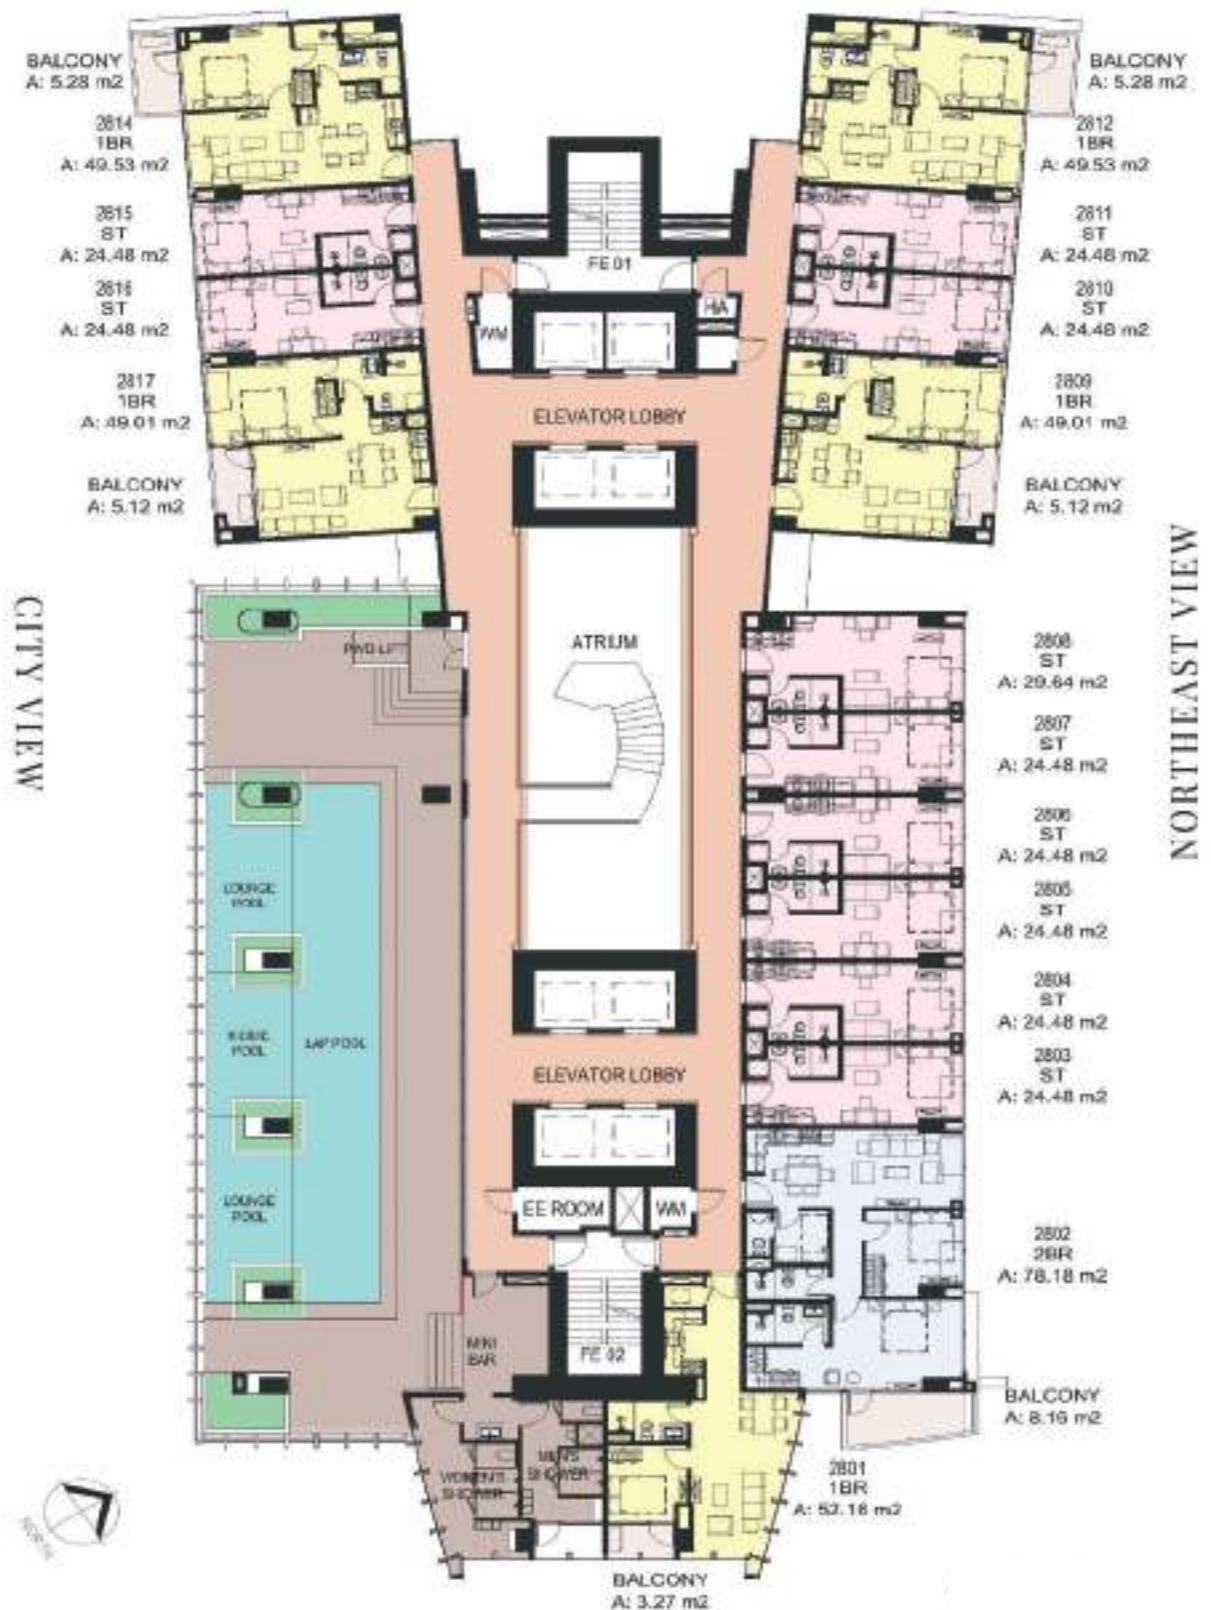 BALCONY
A: 5.28 m2
2814
1BR
A: 49.53 m2
2815
ST
A: 24.48 m2
2816
ST
A: 24.48 m2
2817
1BR
A: 49.01 m2
BALCONY
A: 5.12 m2
BALCONY
A: 5.28 m2
2812
1BR
A: 49.53 m2
2811
ST
A: 24.48 m2
2810
ST
A: 24.48 m2
2809
1BR
A: 49.01 m2
BALCONY
A: 5.12 m2
FE 01
WM
HA
ELEVATOR LOBBY
CITY VIEW
NORTHEAST VIEW
PWD LIFT
ATRIUM
2808
ST
A: 29.64 m2
2807
ST
A: 24.48 m2
2806
ST
A: 24.48 m2
2805
ST
A: 24.48 m2
2804
ST
A: 24.48 m2
2803
ST
A: 24.48 m2
LOUNGE
POOL
KIDDIE
POOL
LAP POOL
LOUNGE
POOL
ELEVATOR LOBBY
EE ROOM
WM
2802
2BR
78.18 m2
MINI
BAR
FE 02
BALCONY
A: 8.16 m2
WOMEN'S
SHOWER
MEN'S
SHOWER
2801
1BR
A: 52.16 m2
BALCONY
A: 3.27 m2
NORTH